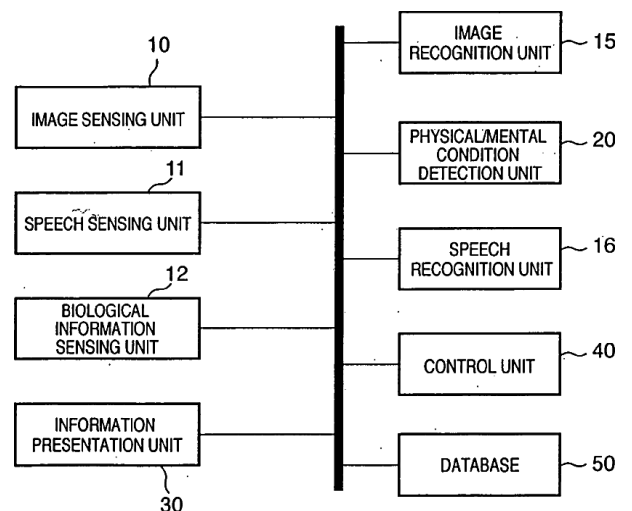 10
IMAGE SENSING UNIT
11
SPEECH SENSING UNIT
12
BIOLOGICAL
INFORMATION
SENSING UNIT
INFORMATION
PRESENTATION UNIT
30
IMAGE
RECOGNITION UNIT
15
PHYSICAL/MENTAL
CONDITION
DETECTION UNIT
20
SPEECH
RECOGNITION UNIT
16
CONTROL UNIT
40
DATABASE
50